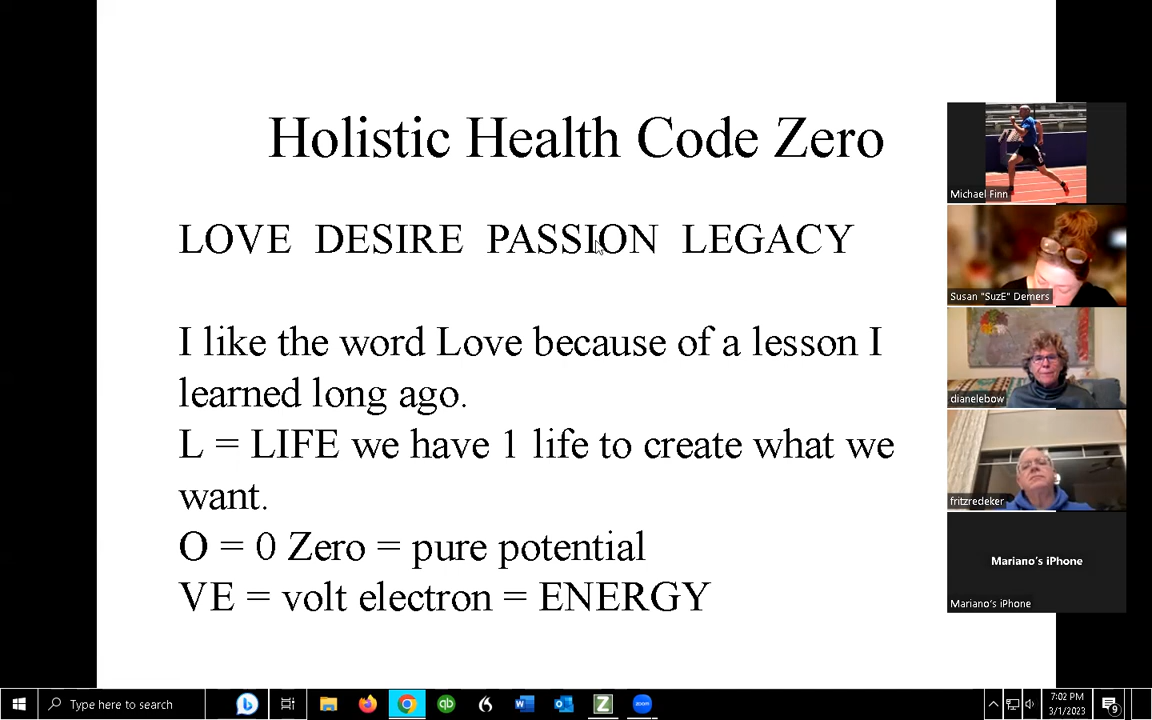 Holistic Health Code Zero
LOVE DESIRE PASSION LEGACY
I like the word Love because of a lesson I
learned long ago.
L = LIFE we have 1 life to create what we
want.
O = 0 Zero = pure potential
VE = volt electron = ENERGY
Michael Finn
Susan "SuzE" Demers
dianelebow
fritzredeker
Mariano's iPhone
Mariano's iPhone
Type here to search
zoom
7:02 PM
3/1/2023
9